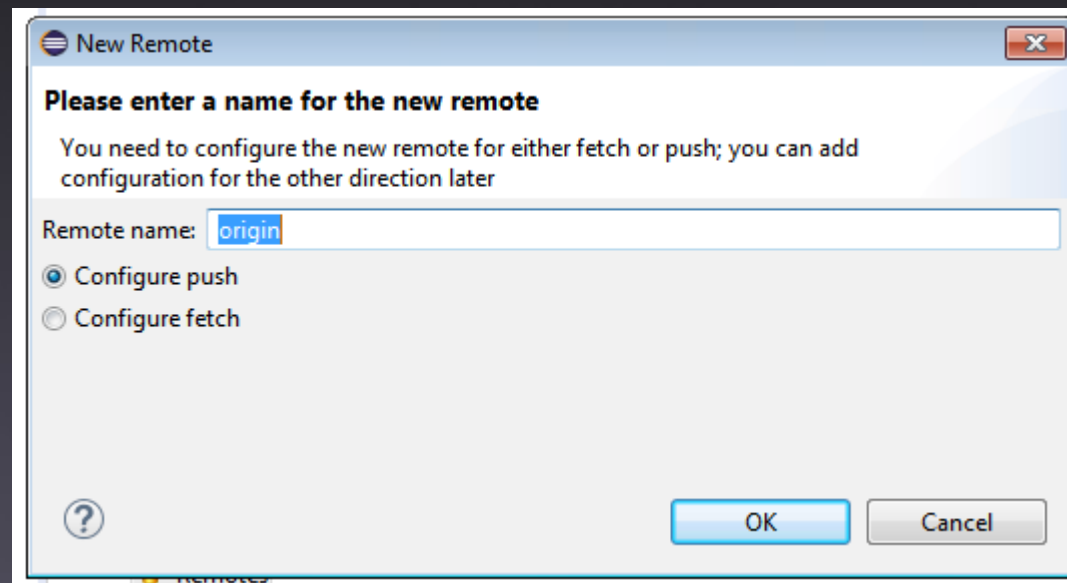 New Remote
Please enter a name for the new remote
You need to configure the new remote for either fetch or push; you can add
configuration for the other direction later
Remote name: origin
Configure push
Configure fetch
?
OK Cancel
Remotes